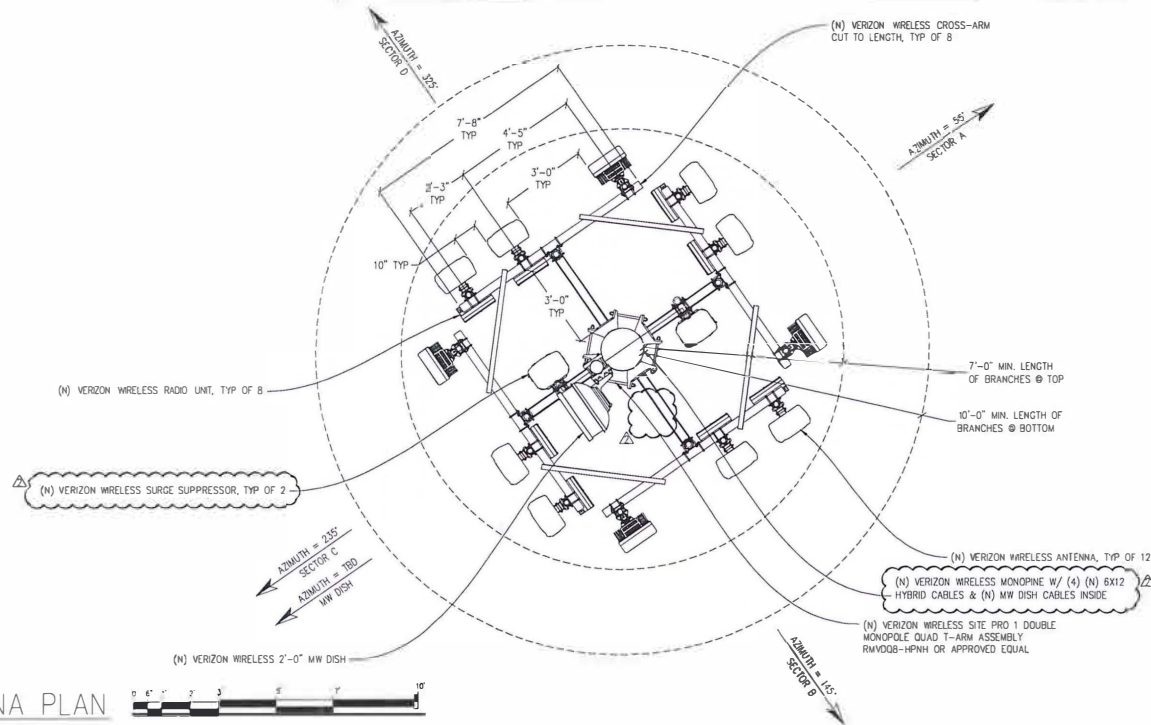 (N) VERIZON WIRELESS CROSS-ARM
CUT TO LENGTH, TYP OF 8
AZIMUTH = 325°
SECTOR D
AZIMUTH = 55°
SECTOR A
7'-8"
TYP
4'-5"
TYP
3'-0"
TYP
TYP
10" TYP
3'-0"
TYP
(N) VERIZON WIRELESS RADIO UNIT, TYP OF 8
7'-0" MIN. LENGTH
OF BRANCHES @ TOP
10'-0" MIN. LENGTH OF
BRANCHES @ BOTTOM
2
(N) VERIZON WIRELESS SURGE SUPPRESSOR, TYP OF 2
2
AZIMUTH = 235°
SECTOR C
AZIMUTH = TBD
MW DISH
(N) VERIZON WIRELESS ANTENNA, TYP OF 12
(N) VERIZON WIRELESS MONOPINE W/ (4) (N) 6X12
HYBRID CABLES & (N) MW DISH CABLES INSIDE
2
(N) VERIZON WIRELESS SITE PRO 1 DOUBLE
MONOPOLE QUAD T-ARM ASSEMBLY
RMVDQ8-HPNH OR APPROVED EQUAL
AZIMUTH = 145°
SECTOR B
(N) VERIZON WIRELESS 2'-0" MW DISH
NA PLAN
0 6" 1' 2' 3' 5' 7' 10'